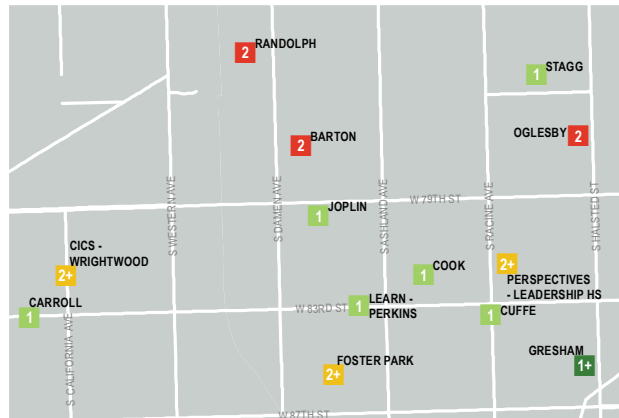 2 RANDOLPH
1 STAGG
2 BARTON
OGLESBY 2
S WESTERN AVE
S DAMEN AVE
S ASHLAND AVE
S RACINE AVE
S HALSTED ST
W 79TH ST
1 JOPLIN
CICS -
WRIGHTWOOD
2+
1 COOK
2+
PERSPECTIVES
- LEADERSHIP HS
CARROLL
1
S CALIFORNIA AVE
W 83RD ST
1 LEARN -
PERKINS
1 CUFFE
FOSTER PARK
2+
GRESHAM
1+
W 87TH ST